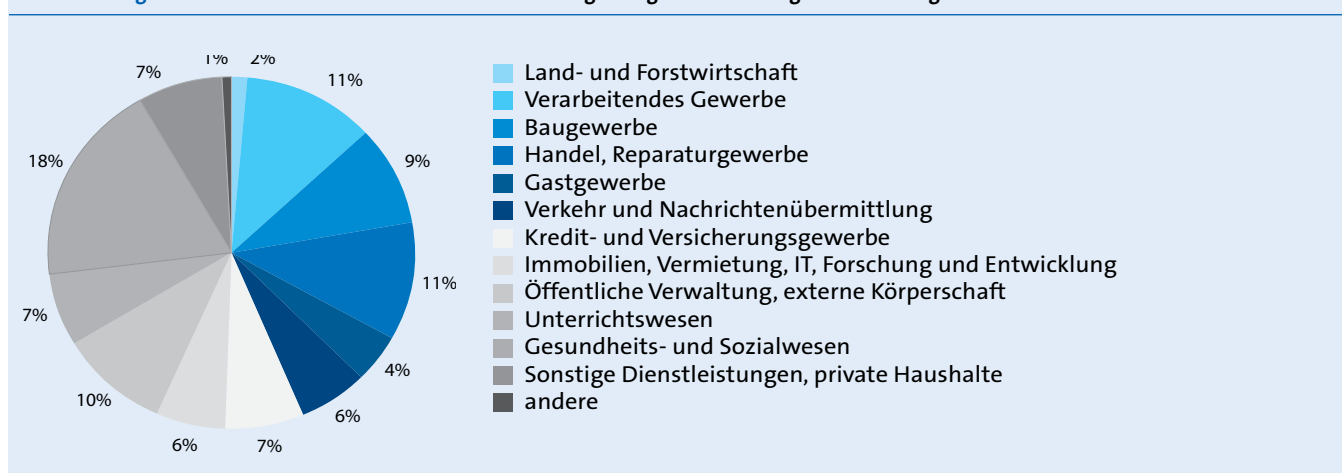 1% 2%
7%
11%
18%
9%
11%
7%
4%
10%
6%
6%
7%
Land- und Forstwirtschaft
Verarbeitendes Gewerbe
Baugewerbe
Handel, Reparaturgewerbe
Gastgewerbe
Verkehr und Nachrichtenübermittlung
Kredit- und Versicherungsgewerbe
Immobilien, Vermietung, IT, Forschung und Entwicklung
Öffentliche Verwaltung, externe Körperschaft
Unterrichtswesen
Gesundheits- und Sozialwesen
Sonstige Dienstleistungen, private Haushalte
andere